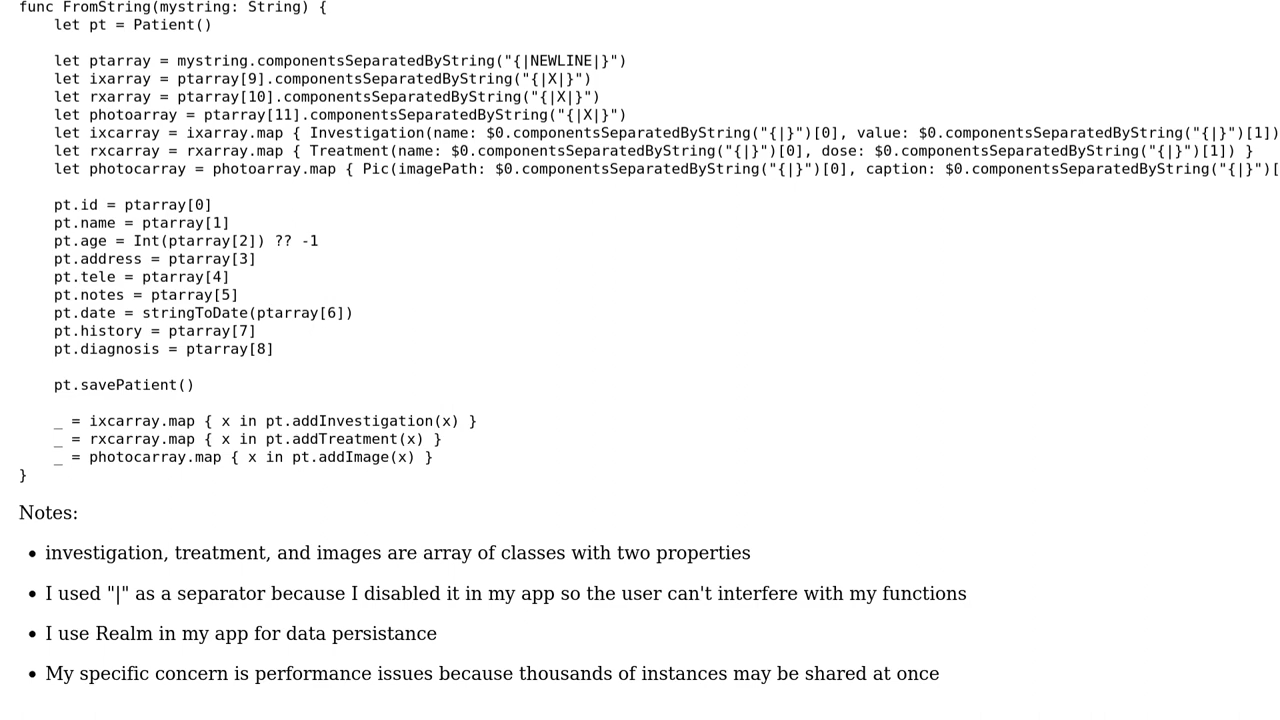 func FromString(mystring: String) {
    let pt = Patient()

    let ptarray = mystring.componentsSeparatedByString("{|NEWLINE|}")
    let ixarray = ptarray[9].componentsSeparatedByString("{|X|}")
    let rxarray = ptarray[10].componentsSeparatedByString("{|X|}")
    let photoarray = ptarray[11].componentsSeparatedByString("{|X|}")
    let ixcarray = ixarray.map { Investigation(name: $0.componentsSeparatedByString("{|}")[0], value: $0.componentsSeparatedByString("{|}")[1])
    let rxcarray = rxarray.map { Treatment(name: $0.componentsSeparatedByString("{|}")[0], dose: $0.componentsSeparatedByString("{|}")[1]) }
    let photocarray = photoarray.map { Pic(imagePath: $0.componentsSeparatedByString("{|}")[0], caption: $0.componentsSeparatedByString("{|}")[

    pt.id = ptarray[0]
    pt.name = ptarray[1]
    pt.age = Int(ptarray[2]) ?? -1
    pt.address = ptarray[3]
    pt.tele = ptarray[4]
    pt.notes = ptarray[5]
    pt.date = stringToDate(ptarray[6])
    pt.history = ptarray[7]
    pt.diagnosis = ptarray[8]

    pt.savePatient()

    _ = ixcarray.map { x in pt.addInvestigation(x) }
    _ = rxcarray.map { x in pt.addTreatment(x) }
    _ = photocarray.map { x in pt.addImage(x) }
}
Notes:
• investigation, treatment, and images are array of classes with two properties
• I used "|" as a separator because I disabled it in my app so the user can't interfere with my functions
• I use Realm in my app for data persistance
• My specific concern is performance issues because thousands of instances may be shared at once